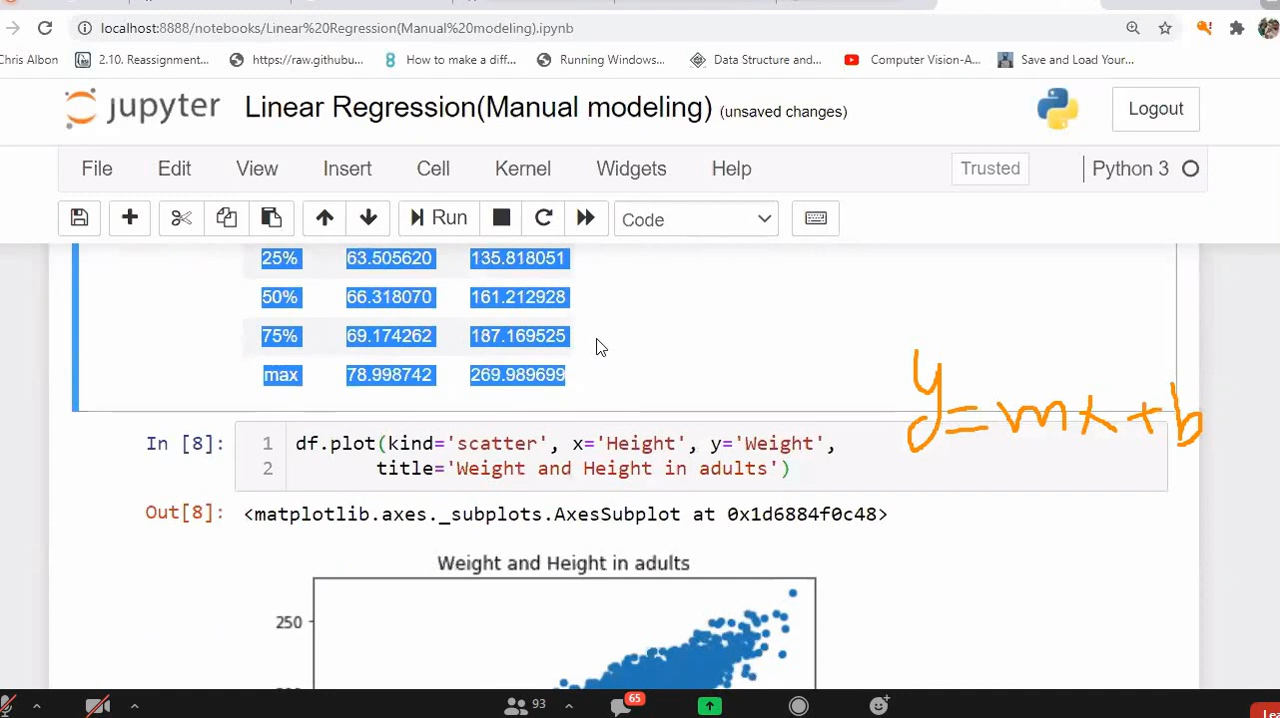 localhost:8888/notebooks/Linear%20Regression(Manual%20modeling).ipynb
Chris Albon 2.10. Reassignment... https://raw.githubu... How to make a diff... Running Windows... Data Structure and... Computer Vision-A... Save and Load Your...
jupyter Linear Regression(Manual modeling) (unsaved changes) Logout
File Edit View Insert Cell Kernel Widgets Help Trusted Python 3
Run Code
25% 63.505620 135.818051
50% 66.318070 161.212928
75% 69.174262 187.169525
max 78.998742 269.989699
y=mx+b
In [8]: 1 df.plot(kind='scatter', x='Height', y='Weight',
2 title='Weight and Height in adults')
Out[8]: <matplotlib.axes._subplots.AxesSubplot at 0x1d6884f0c48>
Weight and Height in adults
250
93 65